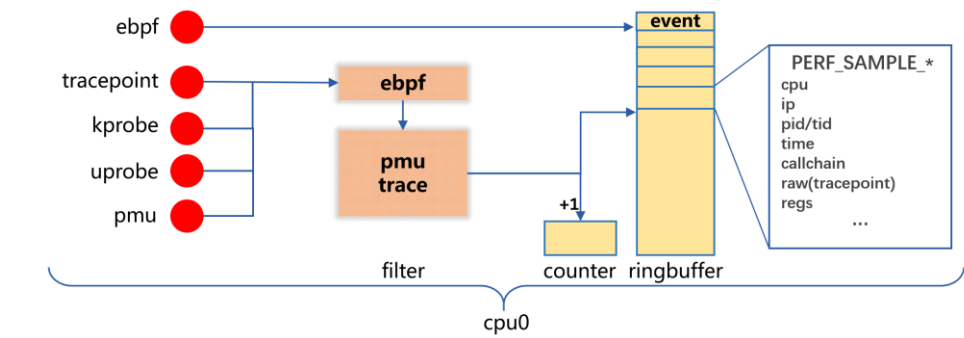 ebpf
event
tracepoint
ebpf
kprobe
pmu
trace
uprobe
pmu
+1
PERF_SAMPLE_*
cpu
ip
pid/tid
time
callchain
raw(tracepoint)
regs
...
filter
counter
ringbuffer
cpu0